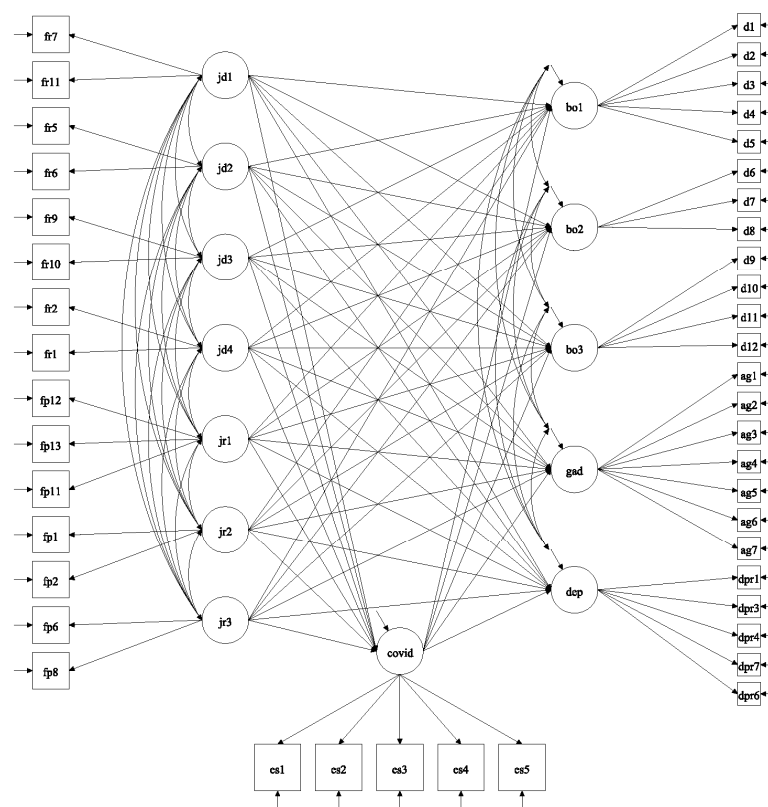 fr7
fr11
fr5
fr6
fr9
fr10
fr2
fr1
fp12
fp13
fp11
fp1
fp2
fp6
fp8
jd1
jd2
jd3
jd4
jr1
jr2
jr3
covid
bo1
bo2
bo3
gad
dep
d1
d2
d3
d4
d5
d6
d7
d8
d9
d10
d11
d12
ag1
ag2
ag3
ag4
ag5
ag6
ag7
dpr1
dpr3
dpr4
dpr7
dpr6
cs1
cs2
cs3
cs4
cs5